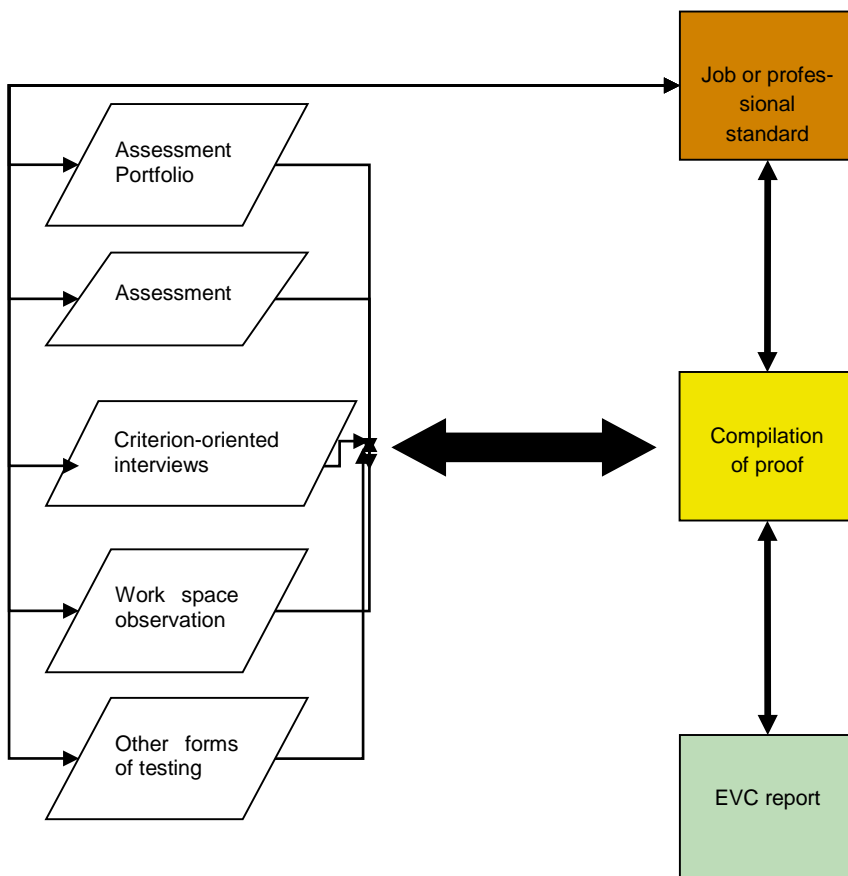 Job or profes-
sional
standard
Assessment
Portfolio
Assessment
Criterion-oriented
interviews
Compilation
of proof
Work space
observation
Other forms
of testing
EVC report